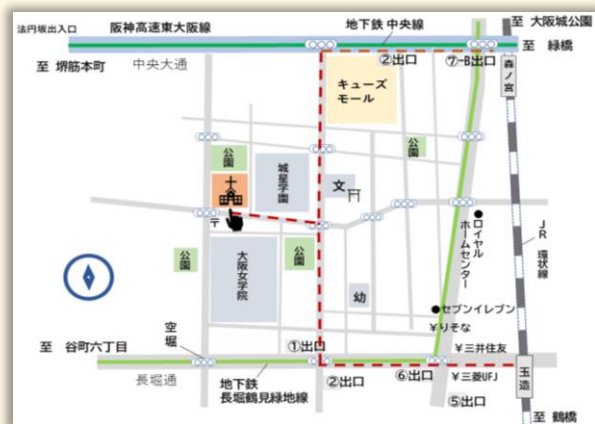 至 大阪城公園
法円坂出入口
阪神高速東大阪線
地下鉄 中央線
至 緑橋
至 堺筋本町
中央大通
②出口
⑦-B出口
森ノ宮
キューズ
モール
公園
城星学園
公園
文
〒
大阪女学院
公園
公園
幼
ロイヤル
ホームセンター
JR 環状線
●セブンイレブン
¥りそな
空堀
至 谷町六丁目
①出口
¥三井住友
長堀通
地下鉄
長堀鶴見緑地線
②出口
⑥出口
¥三菱UFJ
玉造
⑤出口
至 鶴橋